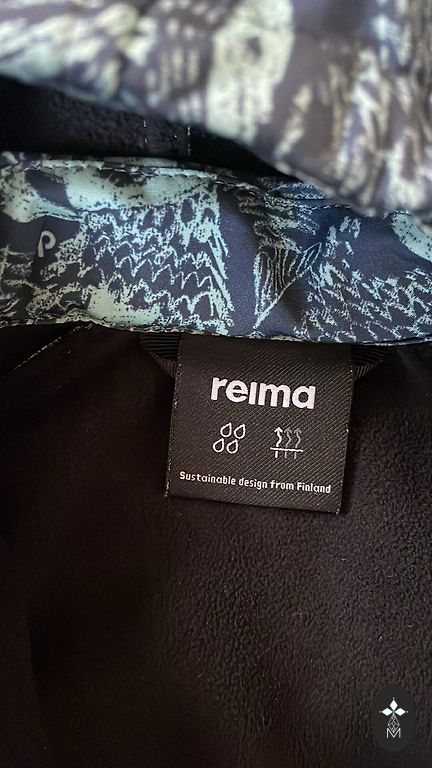 reima
Sustainable design from Finland
M